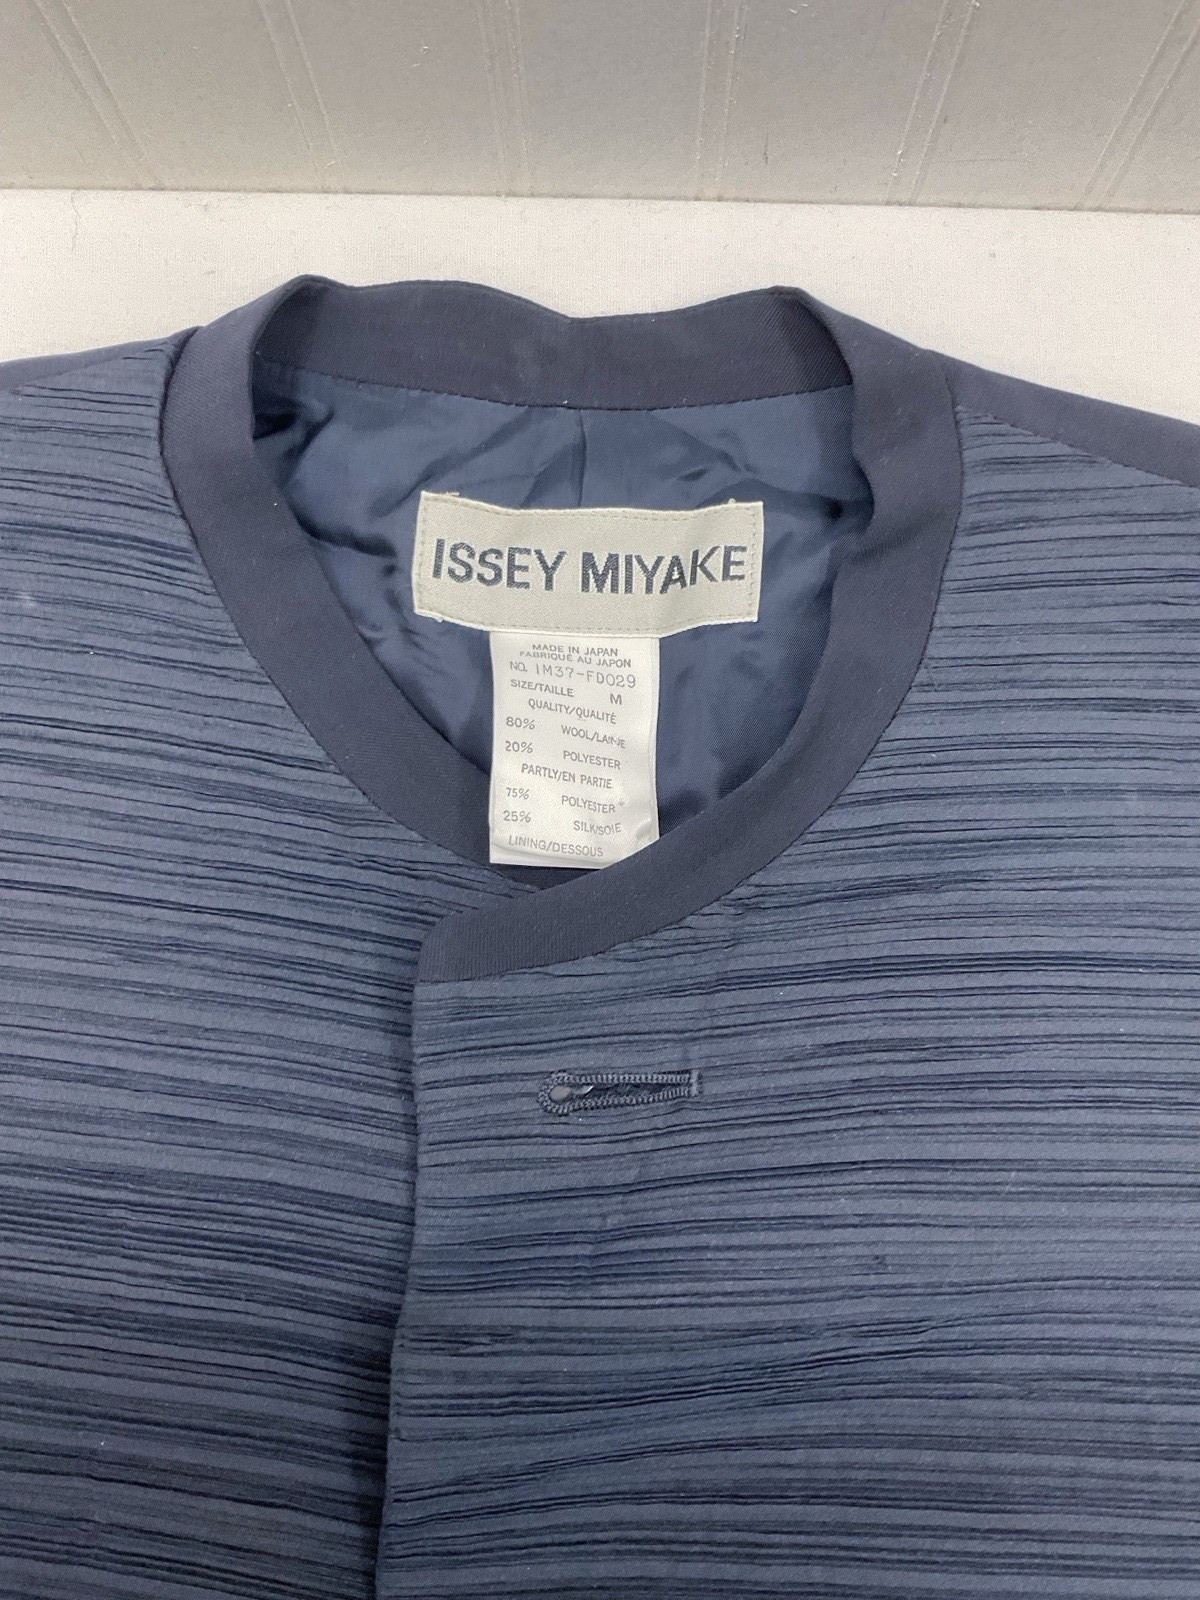 ISSEY MIYAKE
MADE IN JAPAN
FABRIQUÉ AU JAPON
NO. IM37-FD029
SIZE/TAILLE M
QUALITY/QUALITÉ
80% WOOL/LAINE
20% POLYESTER
PARTLY/EN PARTIE
75% POLYESTER
25% SILK/SOIE
LINING/DESSOUS